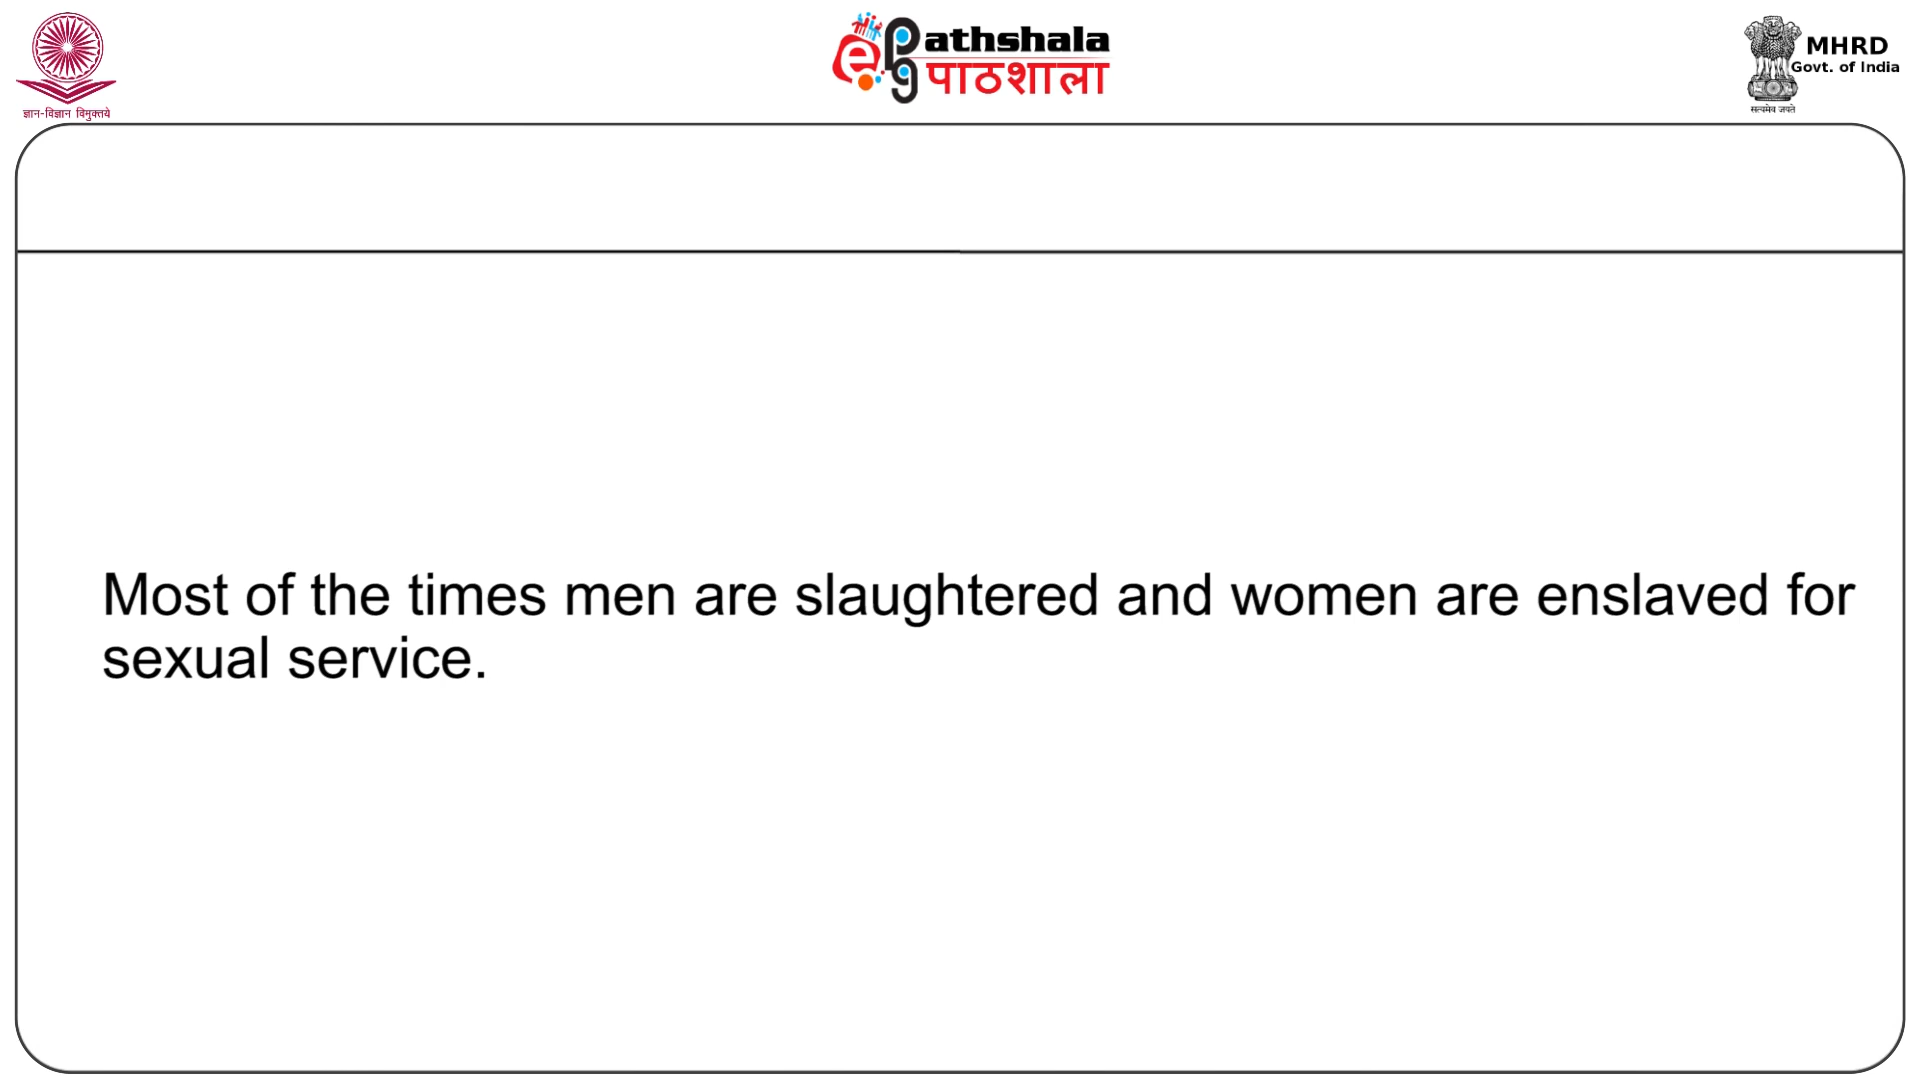 ज्ञान-विज्ञान विमुक्तये
e Pathshala
पाठशाला
MHRD
Govt. of India
सत्यमेव जयते
Most of the times men are slaughtered and women are enslaved for
sexual service.